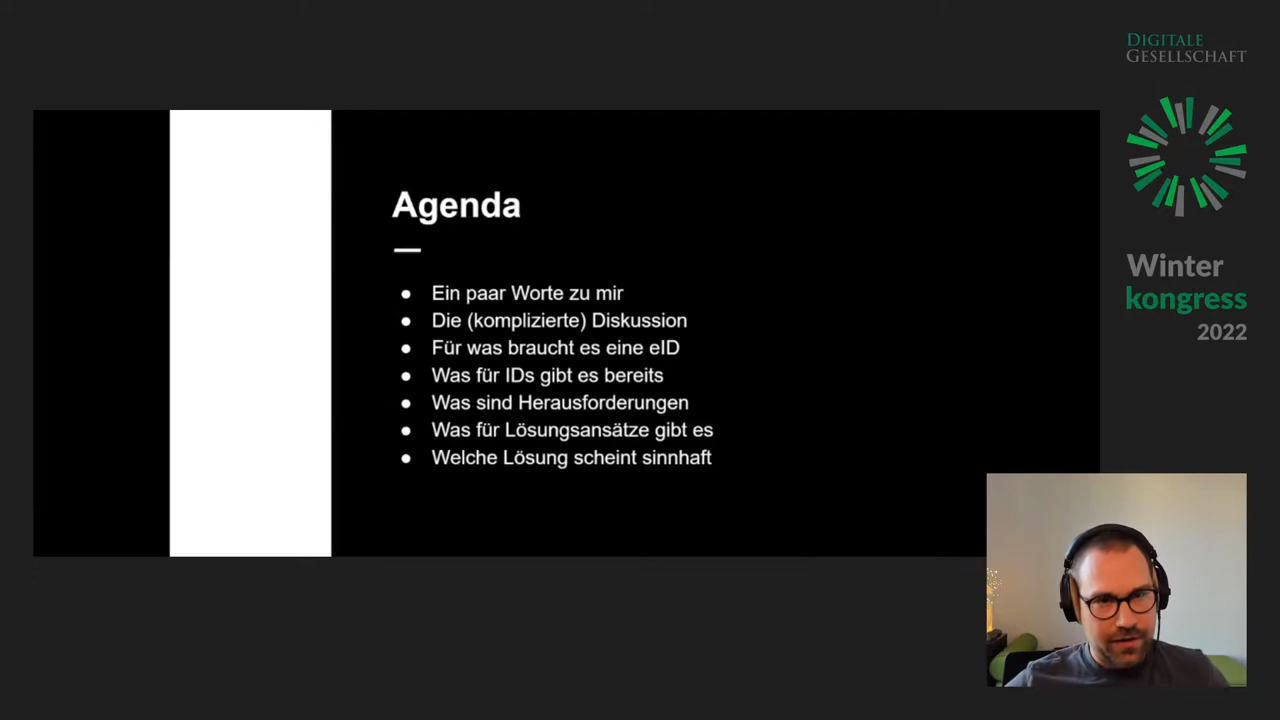 DIGITALE
GESELLSCHAFT
Winter
kongress
2022
Agenda
Ein paar Worte zu mir
Die (komplizierte) Diskussion
Für was braucht es eine eID
Was für IDs gibt es bereits
Was sind Herausforderungen
Was für Lösungsansätze gibt es
Welche Lösung scheint sinnhaft